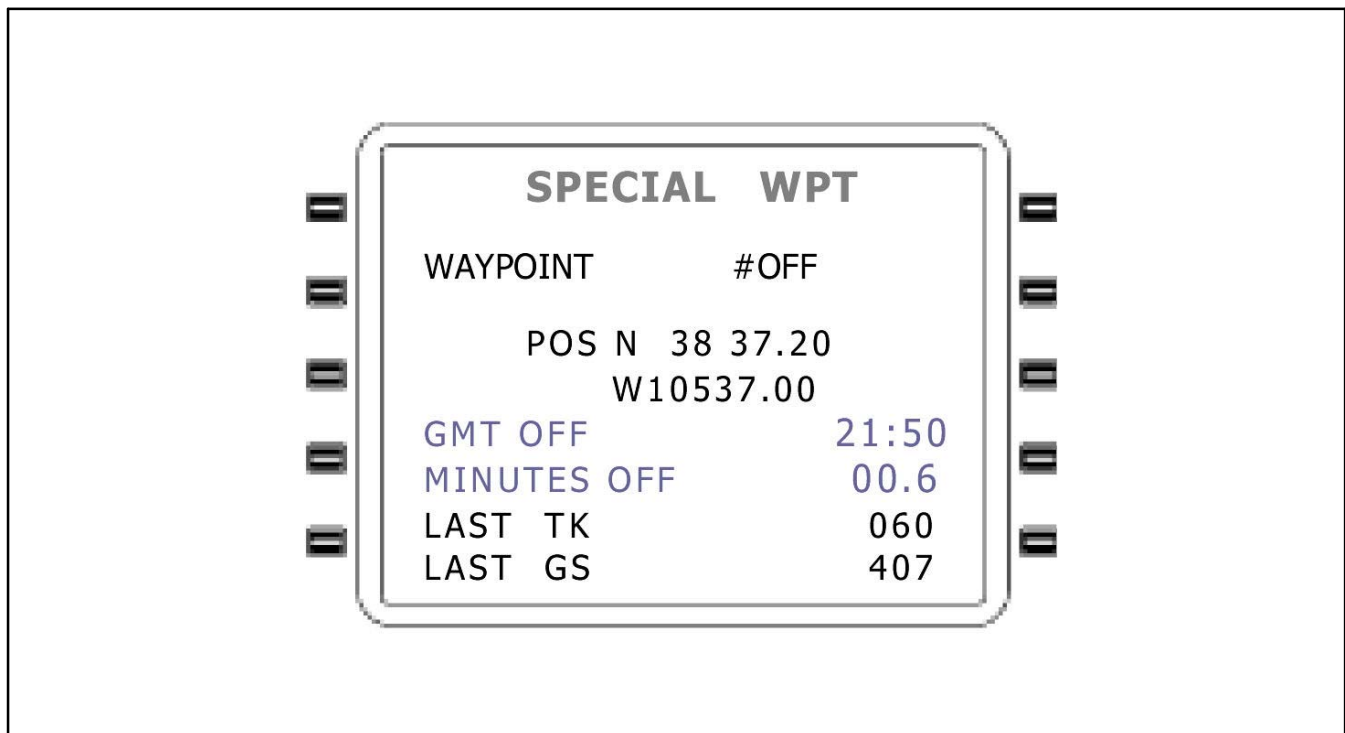 SPECIAL WPT
WAYPOINT #OFF
POS N 38 37.20
W10537.00
GMT OFF 21:50
MINUTES OFF 00.6
LAST TK 060
LAST GS 407